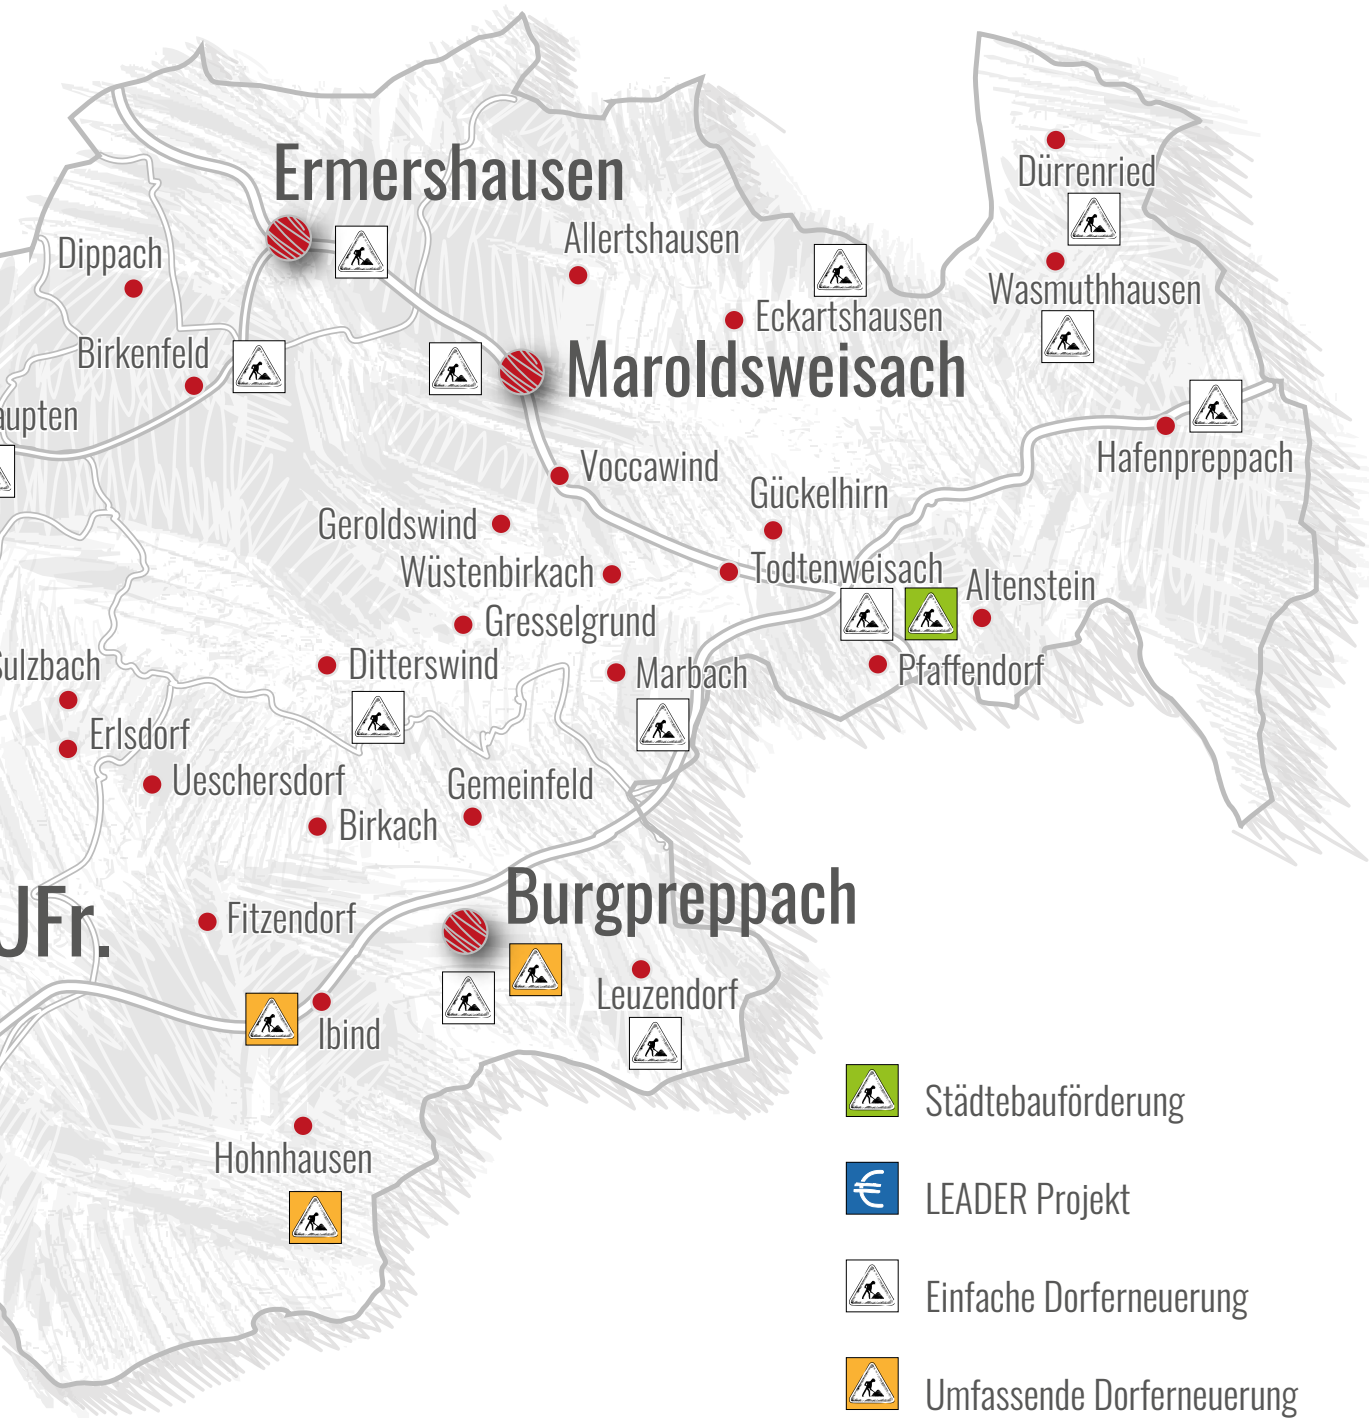 Ermershausen
Dürrenried
Allertshausen
Dippach
Wasmuthhausen
Eckartshausen
Birkenfeld
Maroldsweisach
aupten
Hafenpreppach
Voccawind
Gückelhirn
Geroldswind
Wüstenbirkach
Todtenweisach
Altenstein
Gresselgrund
Sulzbach
Ditterswind
Marbach
Pfaffendorf
Erlsdorf
Ueschersdorf
Gemeinfeld
Birkach
Burgpreppach
UFr.
Fitzendorf
Leuzendorf
Ibind
Städtebauförderung
Hohnhausen
LEADER Projekt
Einfache Dorferneuerung
Umfassende Dorferneuerung